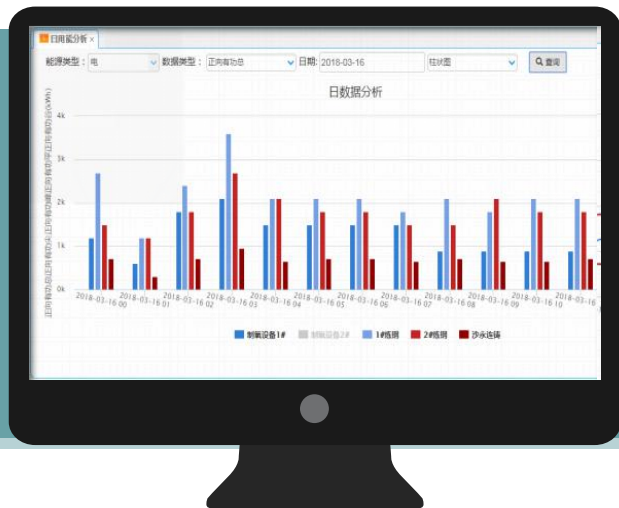 日用能分析 ×
能源类型： 电 数据类型： 正向有功总 日期: 2018-03-16 柱状图 查询
日数据分析
4k
3k
2k
1k
0k
2018-03-16 00 2018-03-16 01 2018-03-16 02 2018-03-16 03 2018-03-16 04 2018-03-16 05 2018-03-16 06 2018-03-16 07 2018-03-16 08 2018-03-16 09 2018-03-16 10 2018-03-16
制氧设备1# 制氧设备2# 1#炼钢 2#炼钢 沙永连铸